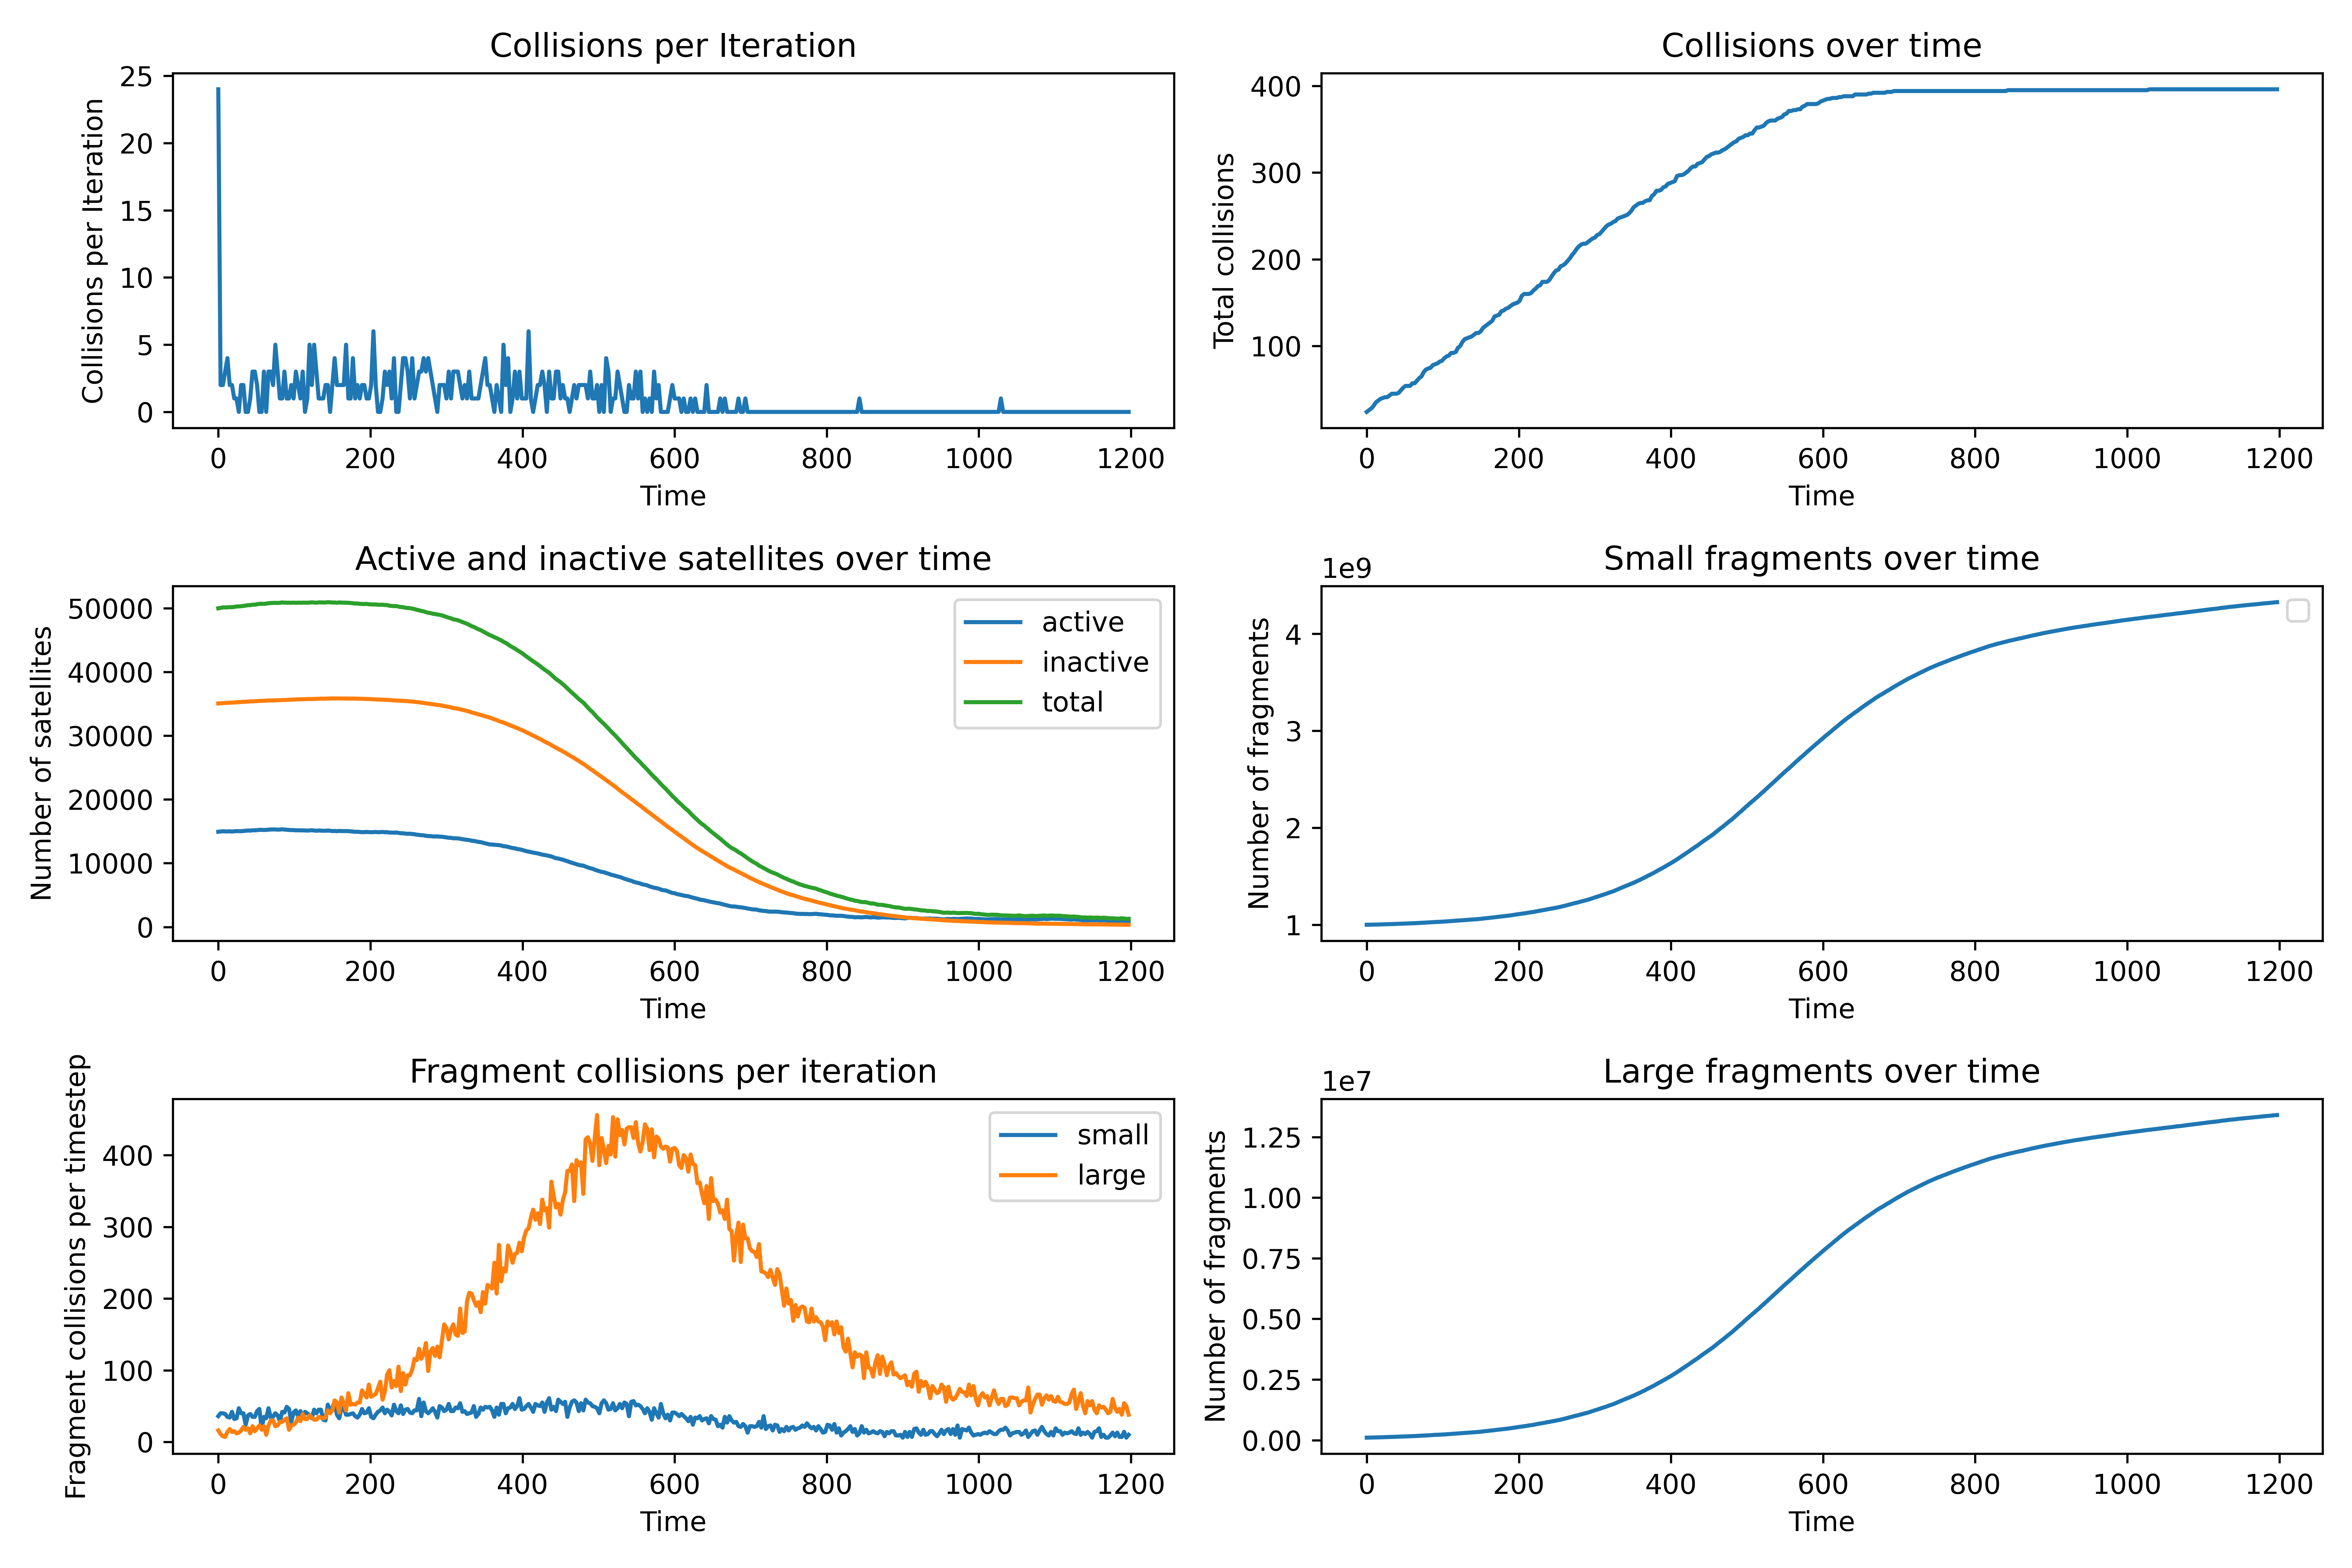 Collisions per Iteration
Collisions per Iteration
25
20
15
10
5
0
0 200 400 600 800 1000 1200
Time
Collisions over time
Total collisions
400
300
200
100
0 200 400 600 800 1000 1200
Time
Active and inactive satellites over time
Number of satellites
50000
40000
30000
20000
10000
0
active
inactive
total
0 200 400 600 800 1000 1200
Time
Small fragments over time
1e9
Number of fragments
4
3
2
1
0 200 400 600 800 1000 1200
Time
Fragment collisions per iteration
Fragment collisions per timestep
400
300
200
100
0
small
large
0 200 400 600 800 1000 1200
Time
Large fragments over time
1e7
Number of fragments
1.25
1.00
0.75
0.50
0.25
0.00
0 200 400 600 800 1000 1200
Time